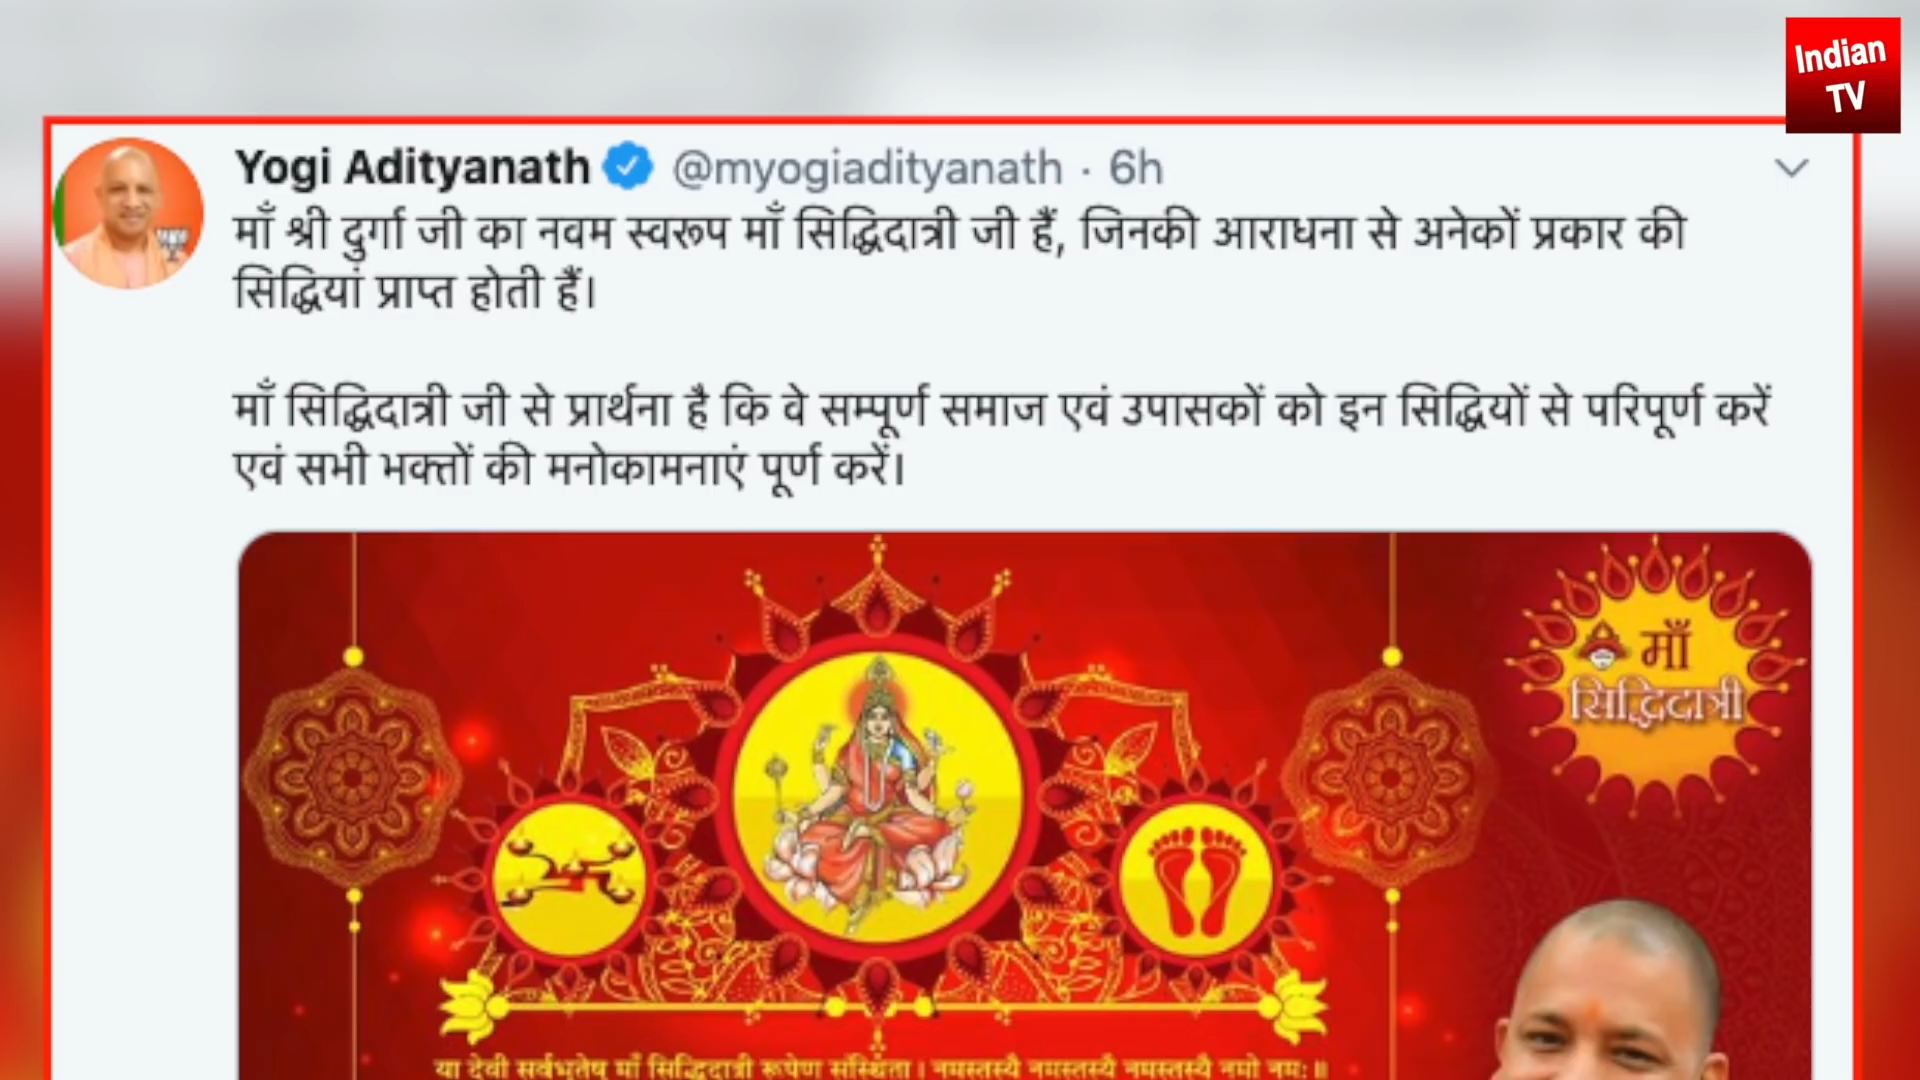 Indian
TV
Yogi Adityanath @myogiadityanath · 6h
माँ श्री दुर्गा जी का नवम स्वरूप माँ सिद्धिदात्री जी हैं, जिनकी आराधना से अनेकों प्रकार की
सिद्धियां प्राप्त होती हैं।
माँ सिद्धिदात्री जी से प्रार्थना है कि वे सम्पूर्ण समाज एवं उपासकों को इन सिद्धियों से परिपूर्ण करें
एवं सभी भक्तों की मनोकामनाएं पूर्ण करें।
माँ
सिद्धिदात्री
या देवी सर्वभूतेषु माँ सिद्धिदात्री रूपेण संस्थिता। नमस्तस्यै नमस्तस्यै नमस्तस्यै नमो नमः॥